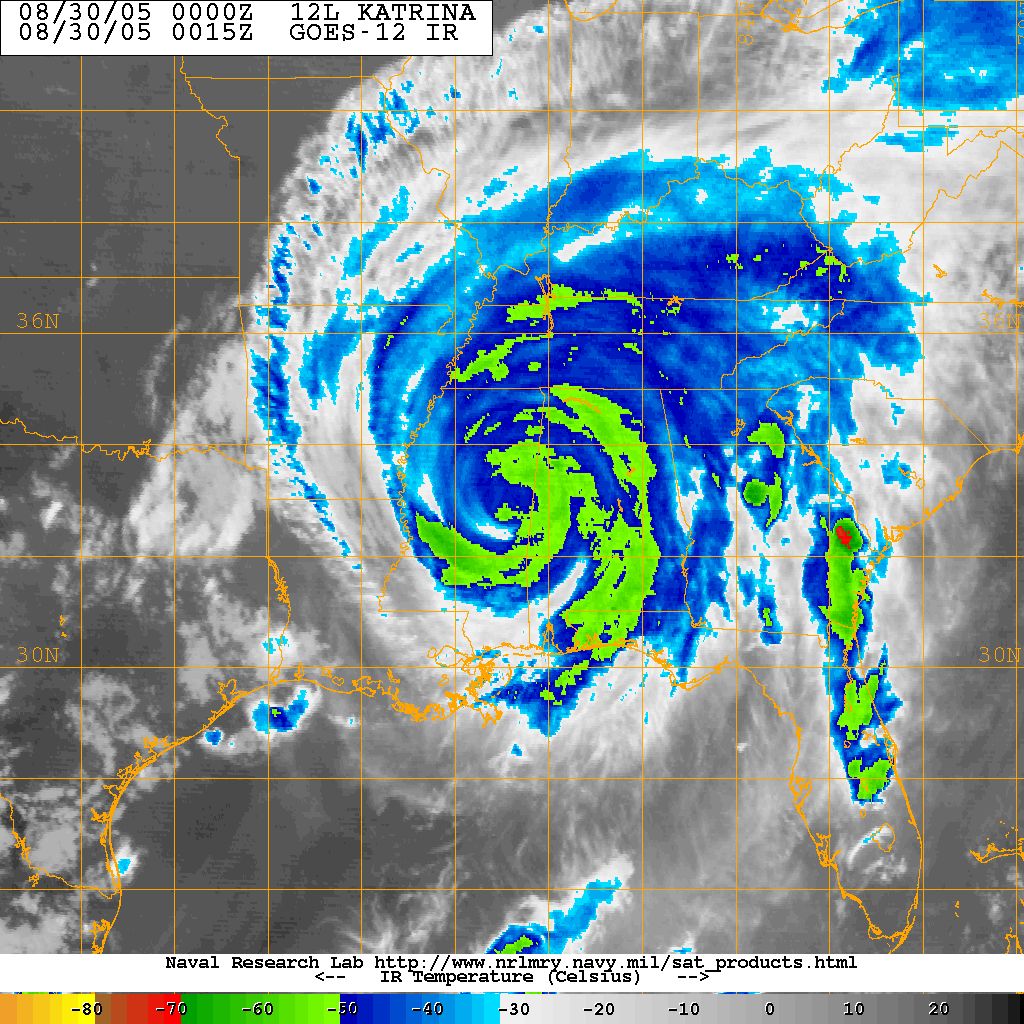 08/30/05 0000Z 12L KATRINA
08/30/05 0015Z GOES-12 IR
36N
36N
30N
30N
Naval Research Lab http://www.nrlmry.navy.mil/sat_products.html
<-- IR Temperature (Celsius) -->
-80 -70 -60 -50 -40 -30 -20 -10 0 10 20